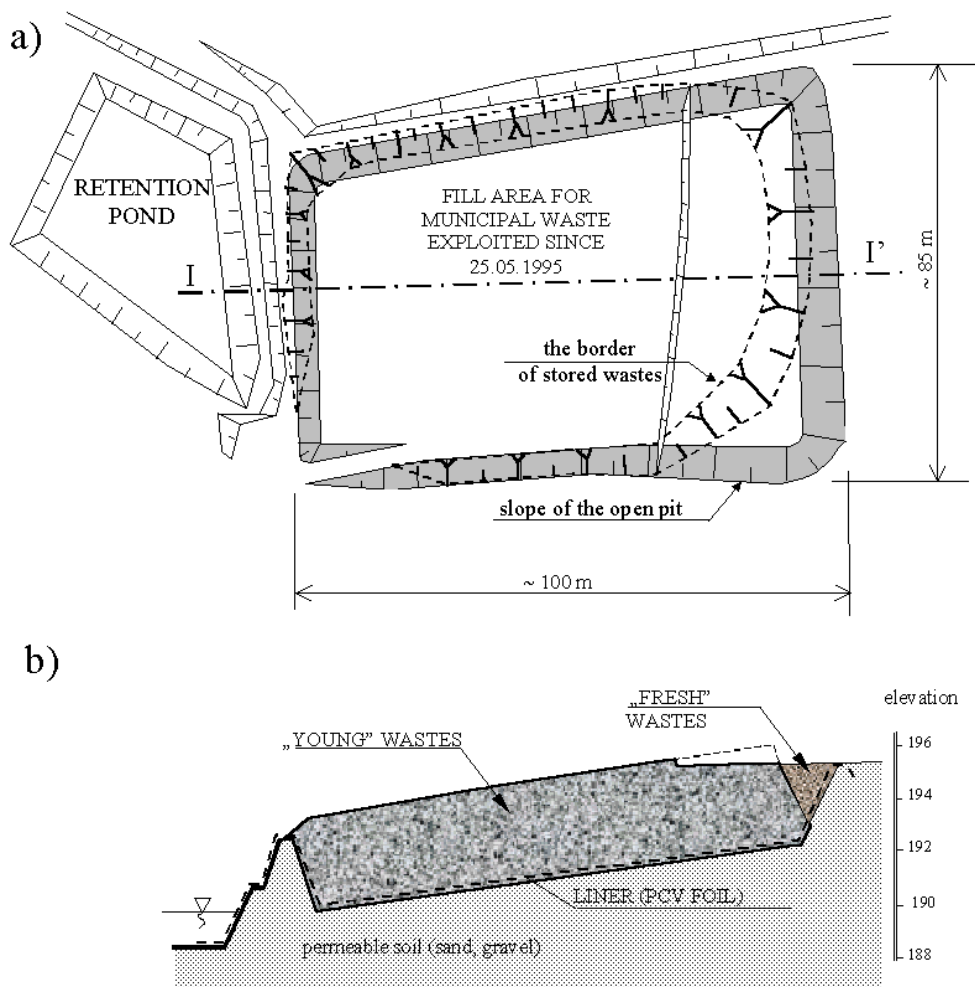 a)
RETENTION
POND
FILL AREA FOR
MUNICIPAL WASTE
EXPLOITED SINCE
25.05.1995
I
I’
~ 85 m
the border
of stored wastes
slope of the open pit
~ 100 m
b)
„FRESH”
WASTES
elevation
„YOUNG” WASTES
196
194
192
LINER (PCV FOIL)
190
permeable soil (sand, gravel)
188